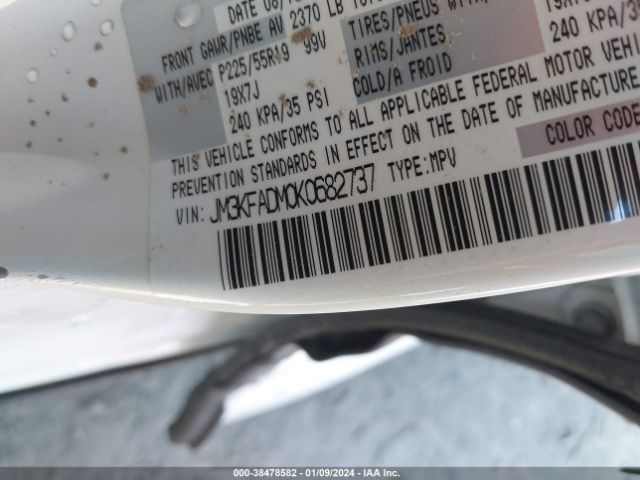 DATE 08/
FRONT GAWR/PNBE AV 2370 LB
WITH/AVEC P225/55R19 99V
19X7J
240 KPA/35 PSI
TIRES/PNEUS
RIMS/JANTES
COLD/A FROID
240 KPA/3
THIS VEHICLE CONFORMS TO ALL APPLICABLE FEDERAL MOTOR VEHI
PREVENTION STANDARDS IN EFFECT ON THE DATE OF MANUFACTURE
COLOR CODE
VIN: JM3KFADM0K0682737 TYPE:MPV
000-38478582 - 01/09/2024 - IAA Inc.